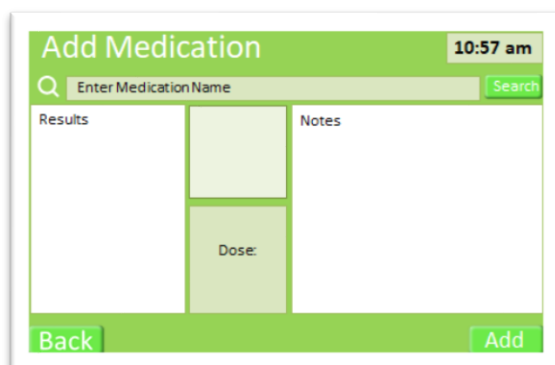 Add Medication
10:57 am
Enter Medication Name
Search
Results
Notes
Dose:
Back
Add